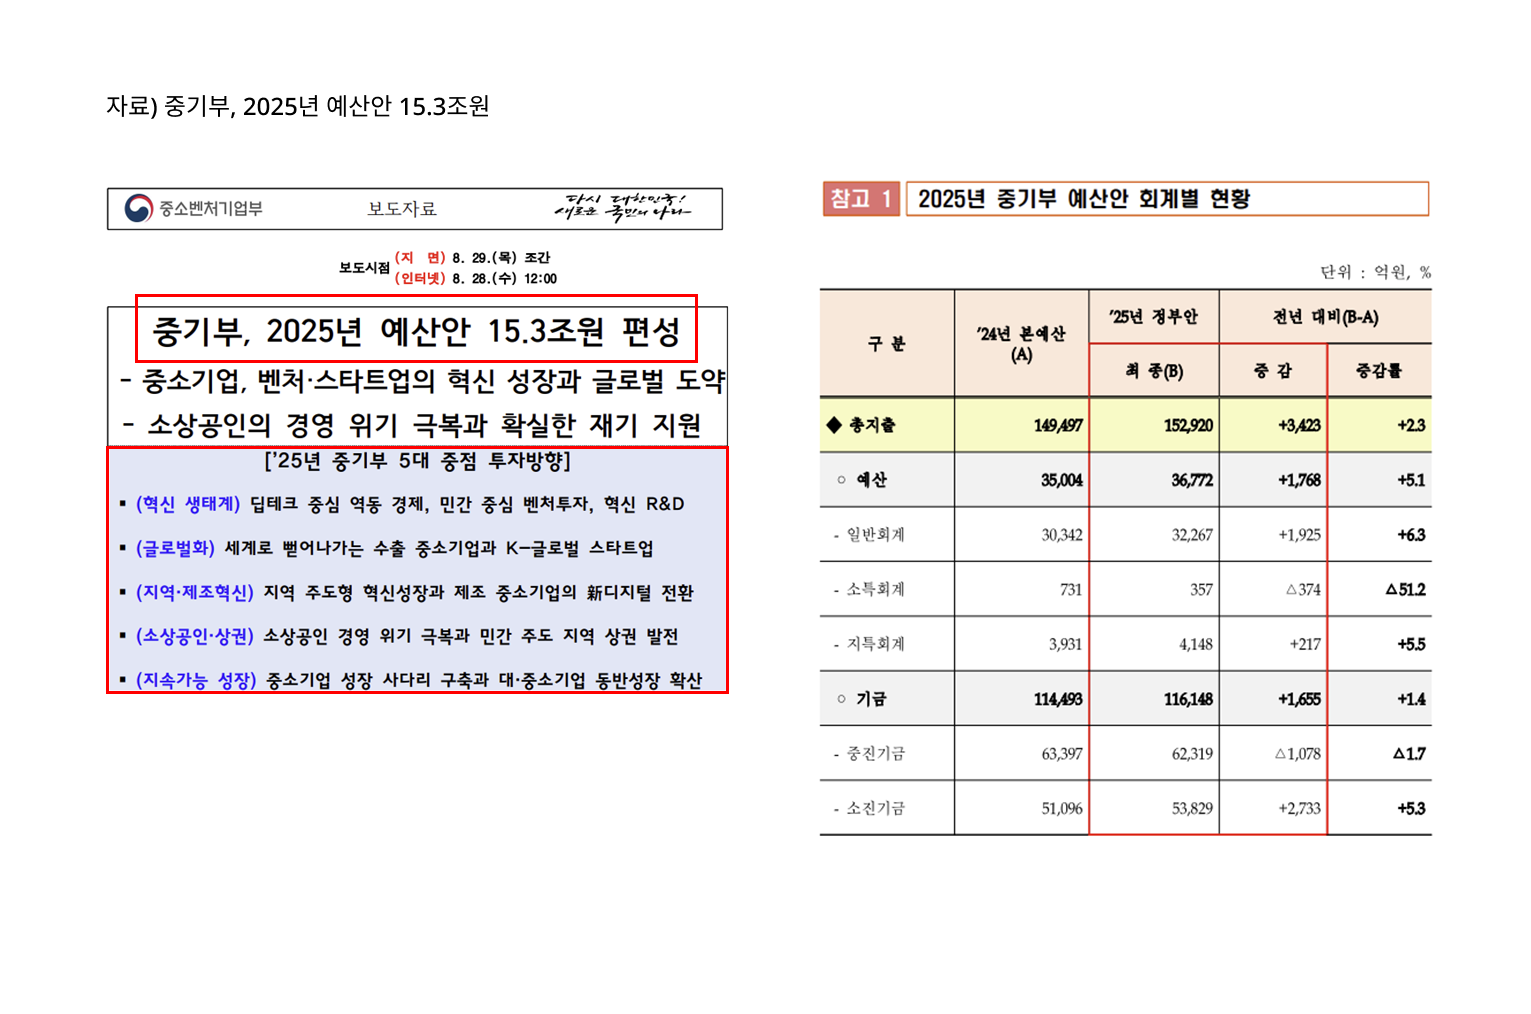 자료) 중기부, 2025년 예산안 15.3조원
중소벤처기업부 보도자료 다시 대한민국!
새로운 국민의 나라
보도시점 (지 면) 8. 29.(목) 조간
(인터넷) 8. 28.(수) 12:00
중기부, 2025년 예산안 15.3조원 편성
- 중소기업, 벤처·스타트업의 혁신 성장과 글로벌 도약
- 소상공인의 경영 위기 극복과 확실한 재기 지원
['25년 중기부 5대 중점 투자방향]
▪ (혁신 생태계) 딥테크 중심 역동 경제, 민간 중심 벤처투자, 혁신 R&D
▪ (글로벌화) 세계로 뻗어나가는 수출 중소기업과 K-글로벌 스타트업
▪ (지역·제조혁신) 지역 주도형 혁신성장과 제조 중소기업의 新디지털 전환
▪ (소상공인·상권) 소상공인 경영 위기 극복과 민간 주도 지역 상권 발전
▪ (지속가능 성장) 중소기업 성장 사다리 구축과 대·중소기업 동반성장 확산
참고 1 2025년 중기부 예산안 회계별 현황
단위 : 억원, %
구 분 '24년 본예산 (A) '25년 정부안 전년 대비(B-A)
최 종(B) 증 감 증감률
◆ 총지출 149,497 152,920 +3,423 +2.3
○ 예산 35,004 36,772 +1,768 +5.1
- 일반회계 30,342 32,267 +1,925 +6.3
- 소특회계 731 357 △374 △51.2
- 지특회계 3,931 4,148 +217 +5.5
○ 기금 114,493 116,148 +1,655 +1.4
- 중진기금 63,397 62,319 △1,078 △1.7
- 소진기금 51,096 53,829 +2,733 +5.3